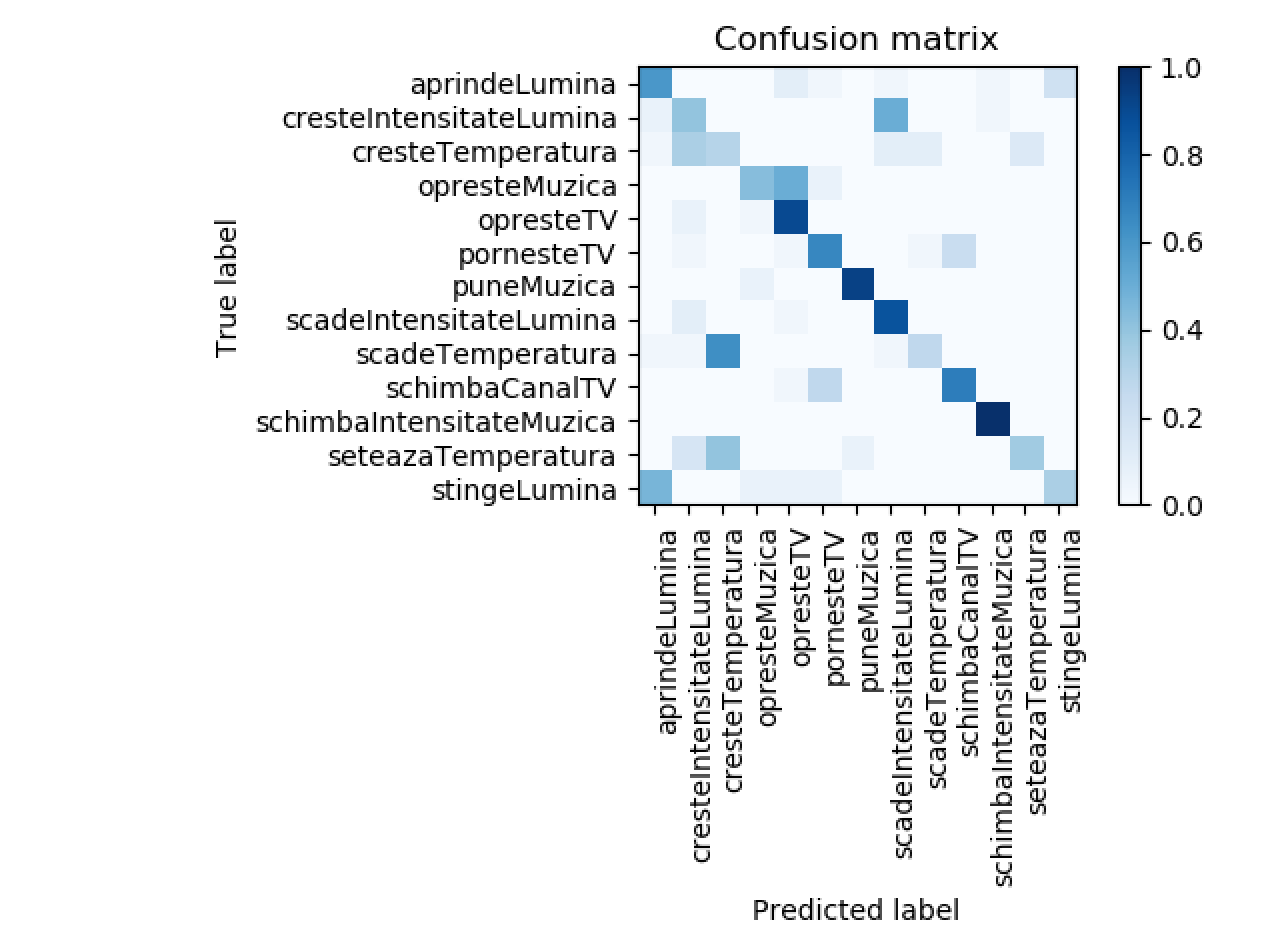 Confusion matrix
True label
aprindeLumina
cresteIntensitateLumina
cresteTemperatura
opresteMuzica
opresteTV
pornesteTV
puneMuzica
scadeIntensitateLumina
scadeTemperatura
schimbaCanalTV
schimbaIntensitateMuzica
seteazaTemperatura
stingeLumina
1.0
0.8
0.6
0.4
0.2
0.0
aprindeLumina
cresteIntensitateLumina
cresteTemperatura
opresteMuzica
opresteTV
pornesteTV
puneMuzica
scadeIntensitateLumina
scadeTemperatura
schimbaCanalTV
schimbaIntensitateMuzica
seteazaTemperatura
stingeLumina
Predicted label